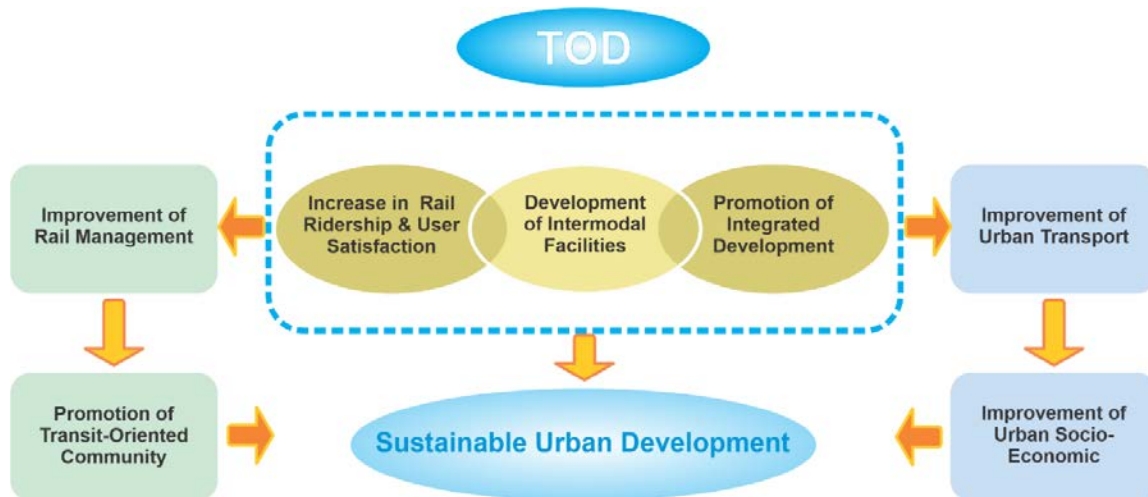 TOD
Improvement of
Rail Management
Increase in Rail
Ridership & User
Satisfaction
Development
of Intermodal
Facilities
Promotion of
Integrated
Development
Improvement of
Urban Transport
Promotion of
Transit-Oriented
Community
Sustainable Urban Development
Improvement of
Urban Socio-
Economic